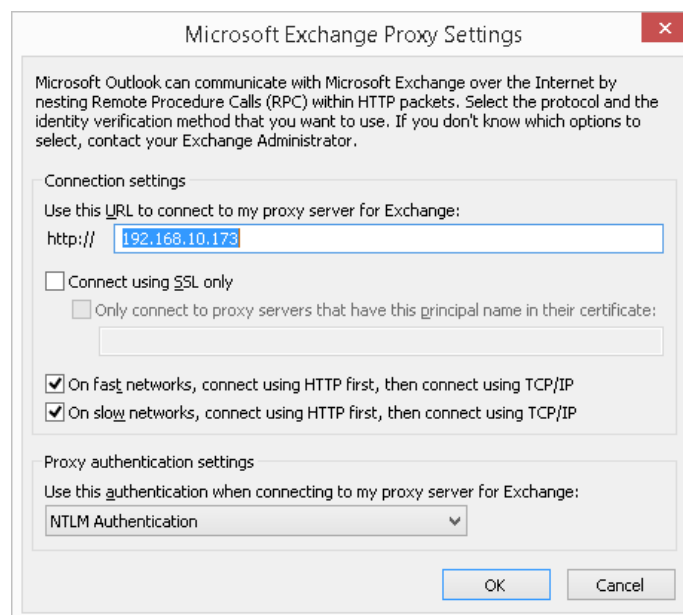 Microsoft Exchange Proxy Settings
Microsoft Outlook can communicate with Microsoft Exchange over the Internet by
nesting Remote Procedure Calls (RPC) within HTTP packets. Select the protocol and the
identity verification method that you want to use. If you don't know which options to
select, contact your Exchange Administrator.
Connection settings
Use this URL to connect to my proxy server for Exchange:
http:// 192.168.10.173
Connect using SSL only
Only connect to proxy servers that have this principal name in their certificate:
On fast networks, connect using HTTP first, then connect using TCP/IP
On slow networks, connect using HTTP first, then connect using TCP/IP
Proxy authentication settings
Use this authentication when connecting to my proxy server for Exchange:
NTLM Authentication
OK Cancel